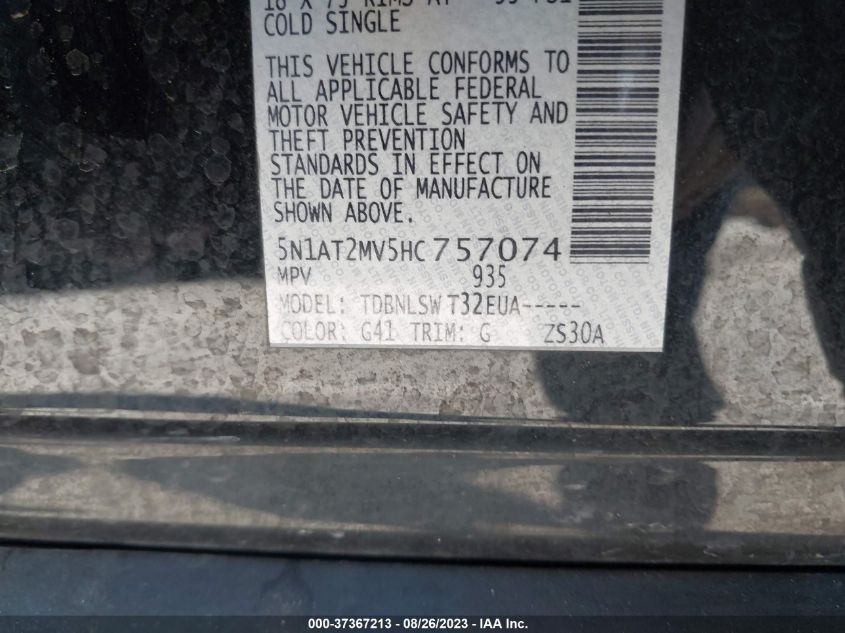 COLD SINGLE
THIS VEHICLE CONFORMS TO
ALL APPLICABLE FEDERAL
MOTOR VEHICLE SAFETY AND
THEFT PREVENTION
STANDARDS IN EFFECT ON
THE DATE OF MANUFACTURE
SHOWN ABOVE.
5N1AT2MV5HC757074
MPV 935
MODEL: TDBNLSW T32EUA-----
COLOR: G41 TRIM: G ZS30A
000-37367213 - 08/26/2023 - IAA Inc.